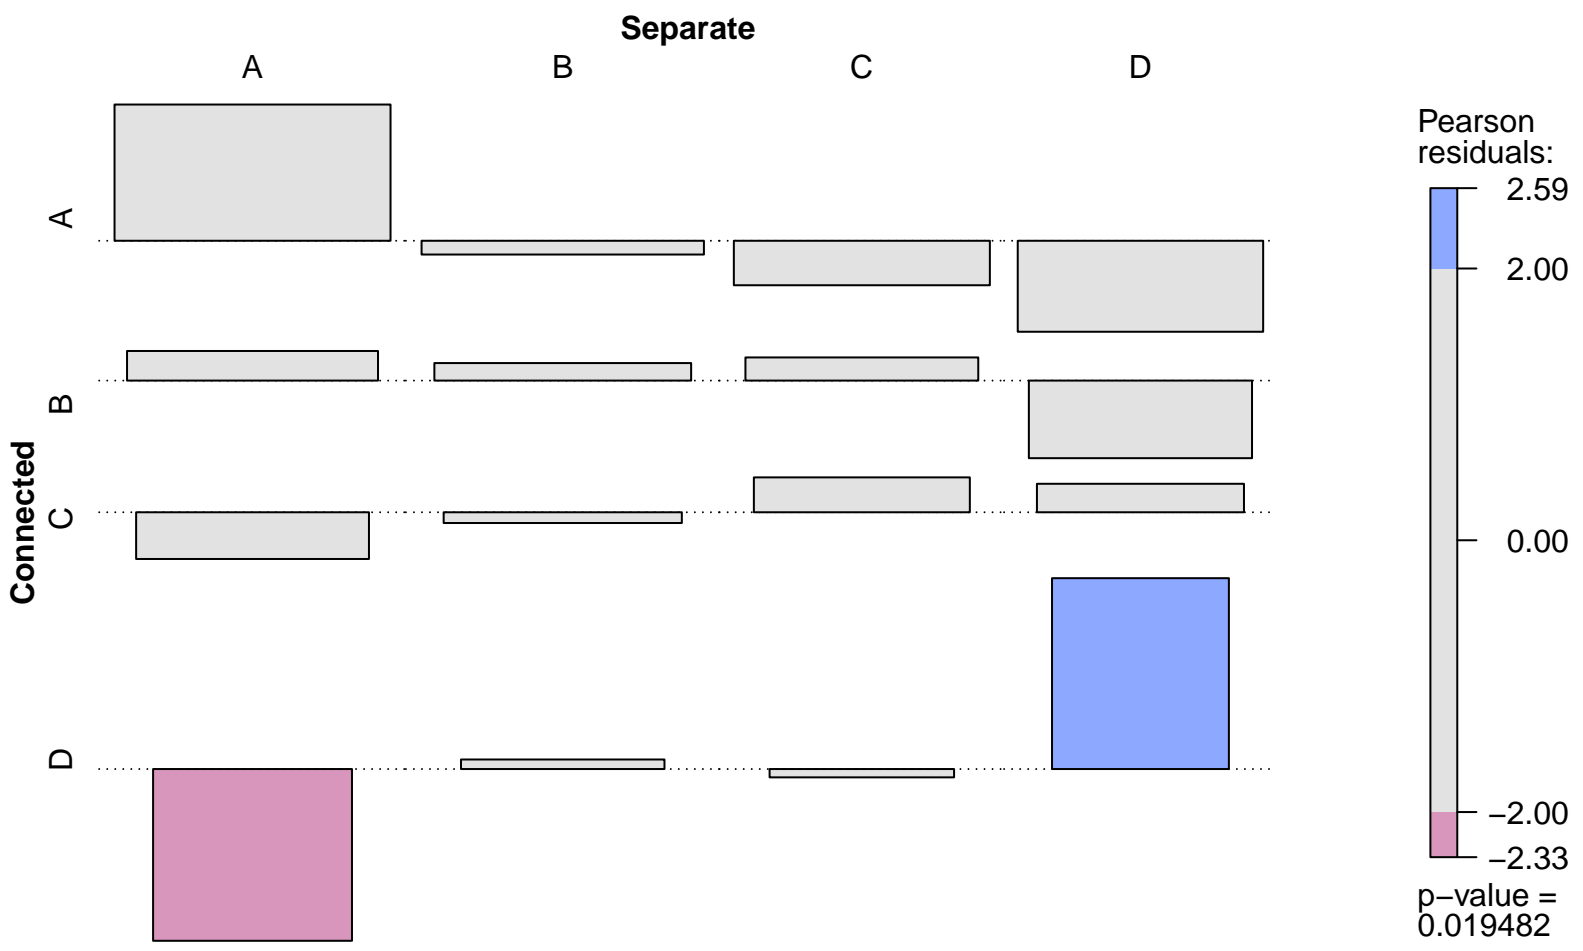 Separate
A B C D
Connected
A
B
C
D
Pearson
residuals:
2.59
2.00
0.00
−2.00
−2.33
p−value =
0.019482